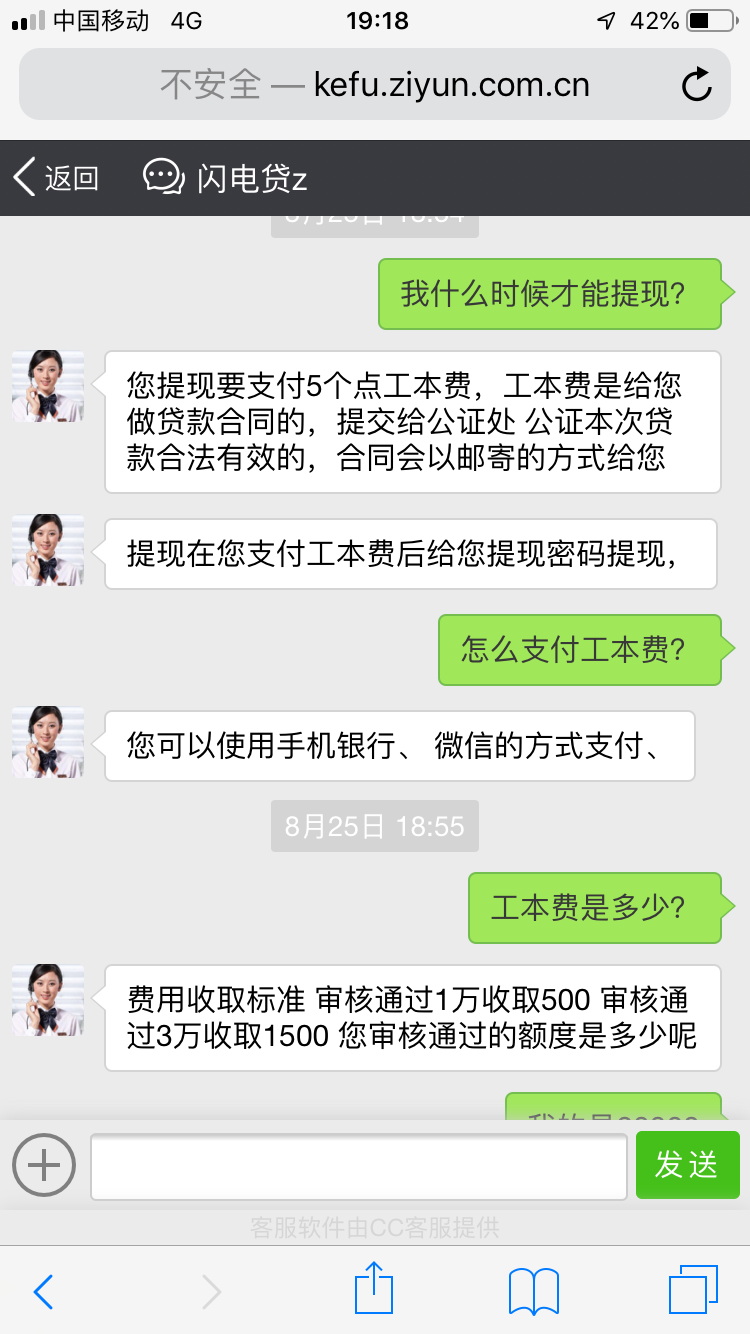 中国移动 4G 19:18 42%
不安全 — kefu.ziyun.com.cn
返回 闪电贷z
我什么时候才能提现?
您提现要支付5个点工本费，工本费是给您
做贷款合同的，提交给公证处 公证本次贷
款合法有效的，合同会以邮寄的方式给您
提现在您支付工本费后给您提现密码提现，
怎么支付工本费?
您可以使用手机银行、 微信的方式支付、
8月25日 18:55
工本费是多少?
费用收取标准 审核通过1万收取500 审核通
过3万收取1500 您审核通过的额度是多少呢
发送
客服软件由CC客服提供